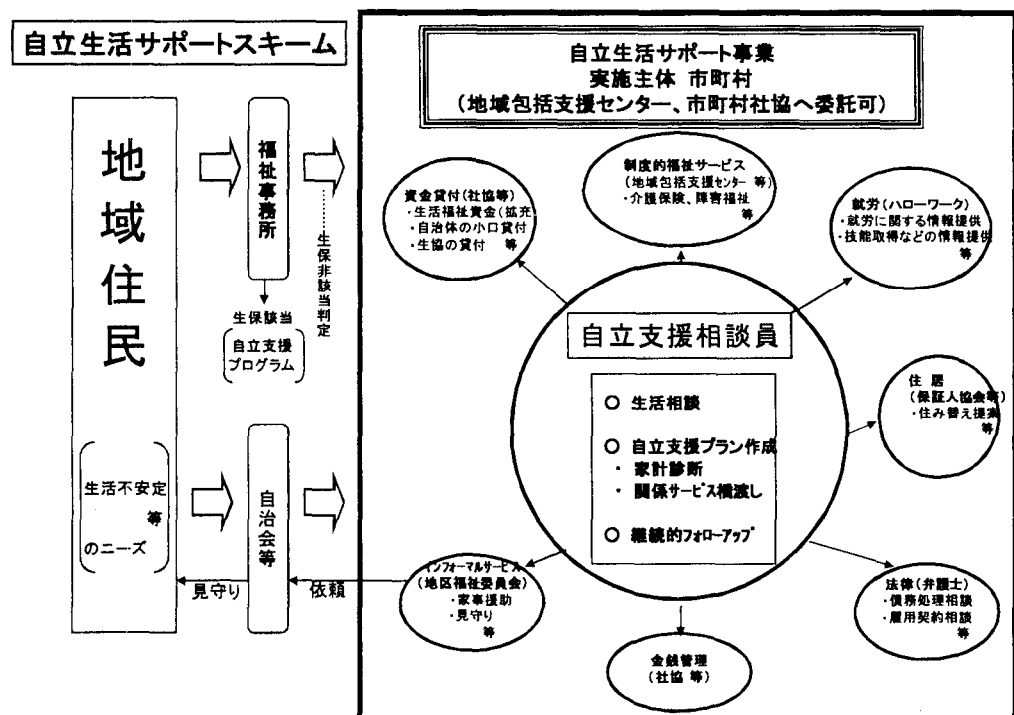 自立生活サポートスキーム
地域住民
生活不安定
等
のニーズ
福祉事務所
生保該当
自立支援
プログラム
………生保非該当判定
自治会等
見守り
依頼
自立生活サポート事業
実施主体 市町村
(地域包括支援センター、市町村社協へ委託可)
資金貸付(社協等)
・生活福祉資金(拡充)
・自治体の小口貸付
・生協の貸付 等
制度的福祉サービス
(地域包括支援センター 等)
・介護保険、障害福祉
等
就労(ハローワーク)
・就労に関する情報提供
・技能取得などの情報提供
等
自立支援相談員
○ 生活相談
○ 自立支援プラン作成
・ 家計診断
・ 関係サービス橋渡し
○ 継続的フォローアップ
住 居
(保証人協会等)
・住み替え提案
等
インフォーマルサービス
(地区福祉委員会)
・家事援助
・見守り
等
金銭管理
(社協 等)
法律(弁護士)
・債務処理相談
・雇用契約相談
等